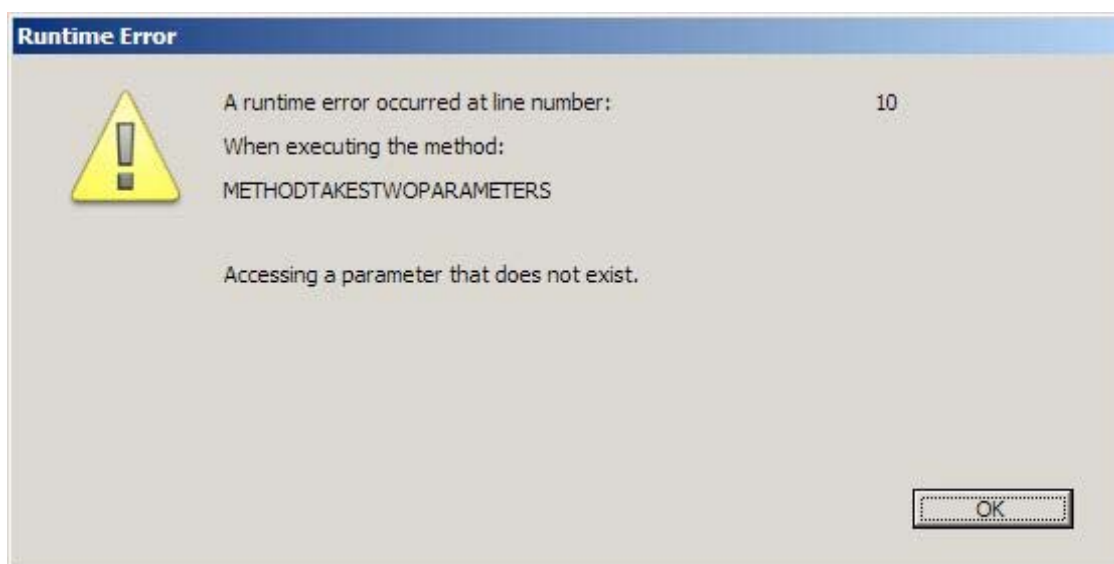 Runtime Error
A runtime error occurred at line number: 10
When executing the method:
METHODTAKESTWOPARAMETERS
Accessing a parameter that does not exist.
OK